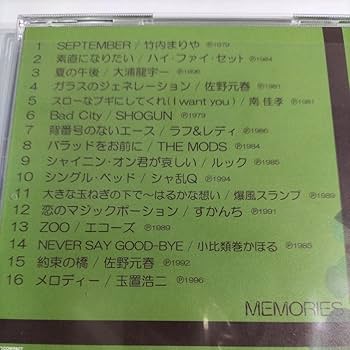 1 SEPTEMBER / 竹内まりや ℗1979
2 素直になりたい / ハイ・ファイ・セット ℗1984
3 夏の午後 / 大浦龍宇一 ℗1996
4 ガラスのジェネレーション / 佐野元春 ℗1980
5 スローなブギにしてくれ (I want you) / 南 佳孝 ℗1981
6 Bad City / SHOGUN ℗1979
7 背番号のないエース / ラフ&レディ ℗1986
8 バラッドをお前に / THE MODS ℗1984
9 シャイニン・オン君が哀しい / ルック ℗1985
10 シングル・ベッド / シャ乱Q ℗1994
11 大きな玉ねぎの下で〜はるかな想い / 爆風スランプ ℗1989
12 恋のマジックポーション / すかんち ℗1991
13 ZOO / エコーズ ℗1989
14 NEVER SAY GOOD-BYE / 小比類巻かほる ℗1985
15 約束の橋 / 佐野元春 ℗1992
16 メロディー / 玉置浩二 ℗1996
MEMORIES